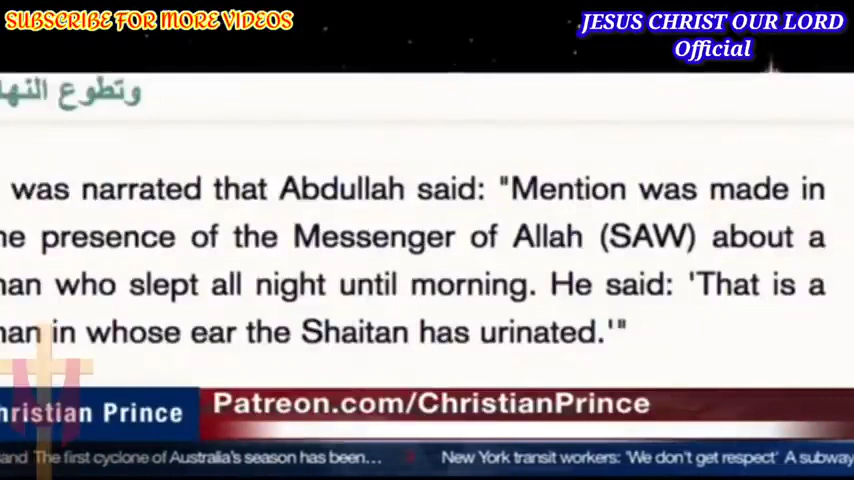 SUBSCRIBE FOR MORE VIDEOS
JESUS CHRIST OUR LORD
Official
وتطوع النها
was narrated that Abdullah said: "Mention was made in
he presence of the Messenger of Allah (SAW) about a
nan who slept all night until morning. He said: 'That is a
nan in whose ear the Shaitan has urinated.'"
hristian Prince
Patreon.com/ChristianPrince
and The first cyclone of Australia's season has been... New York transit workers: 'We don't get respect' A subway